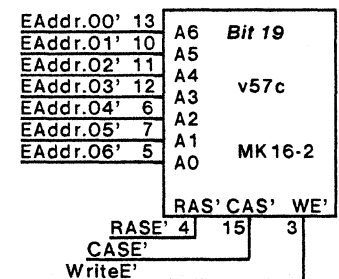 EAddr.00' 13 A6 Bit 19
EAddr.01' 10 A5
EAddr.02' 11 A4
EAddr.03' 12 A3 v57c
EAddr.04' 6 A2
EAddr.05' 7 A1
EAddr.06' 5 A0 MK16-2
RAS' CAS' WE'
RASE' 4 15 3
CASE'
WriteE'